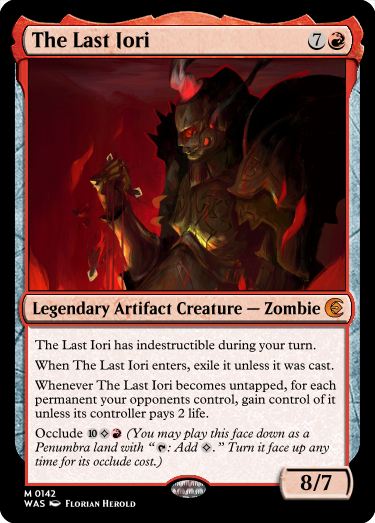 The Last Iori 7
Legendary Artifact Creature — Zombie
The Last Iori has indestructible during your turn.
When The Last Iori enters, exile it unless it was cast.
Whenever The Last Iori becomes untapped, for each
permanent your opponents control, gain control of it
unless its controller pays 2 life.
Occlude 10 (You may play this face down as a
Penumbra land with “: Add .” Turn it face up any
time for its occlude cost.)
8/7
M 0142
WAS Florian Herold